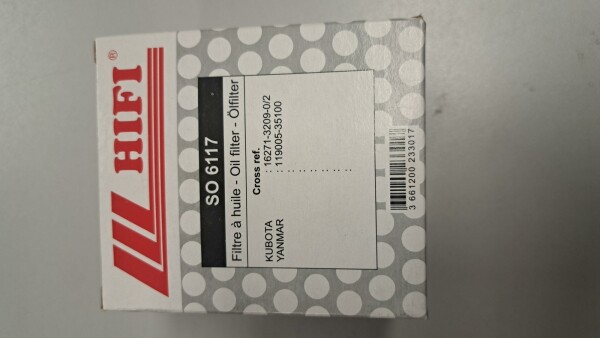 HIFI®
SO 6117
Filtre à huile - Oil filter - Ölfilter
Cross ref.
KUBOTA : 16271-3209-0/2
YANMAR : 119005-35100
:
:
:
:
:
:
3 661200 233017